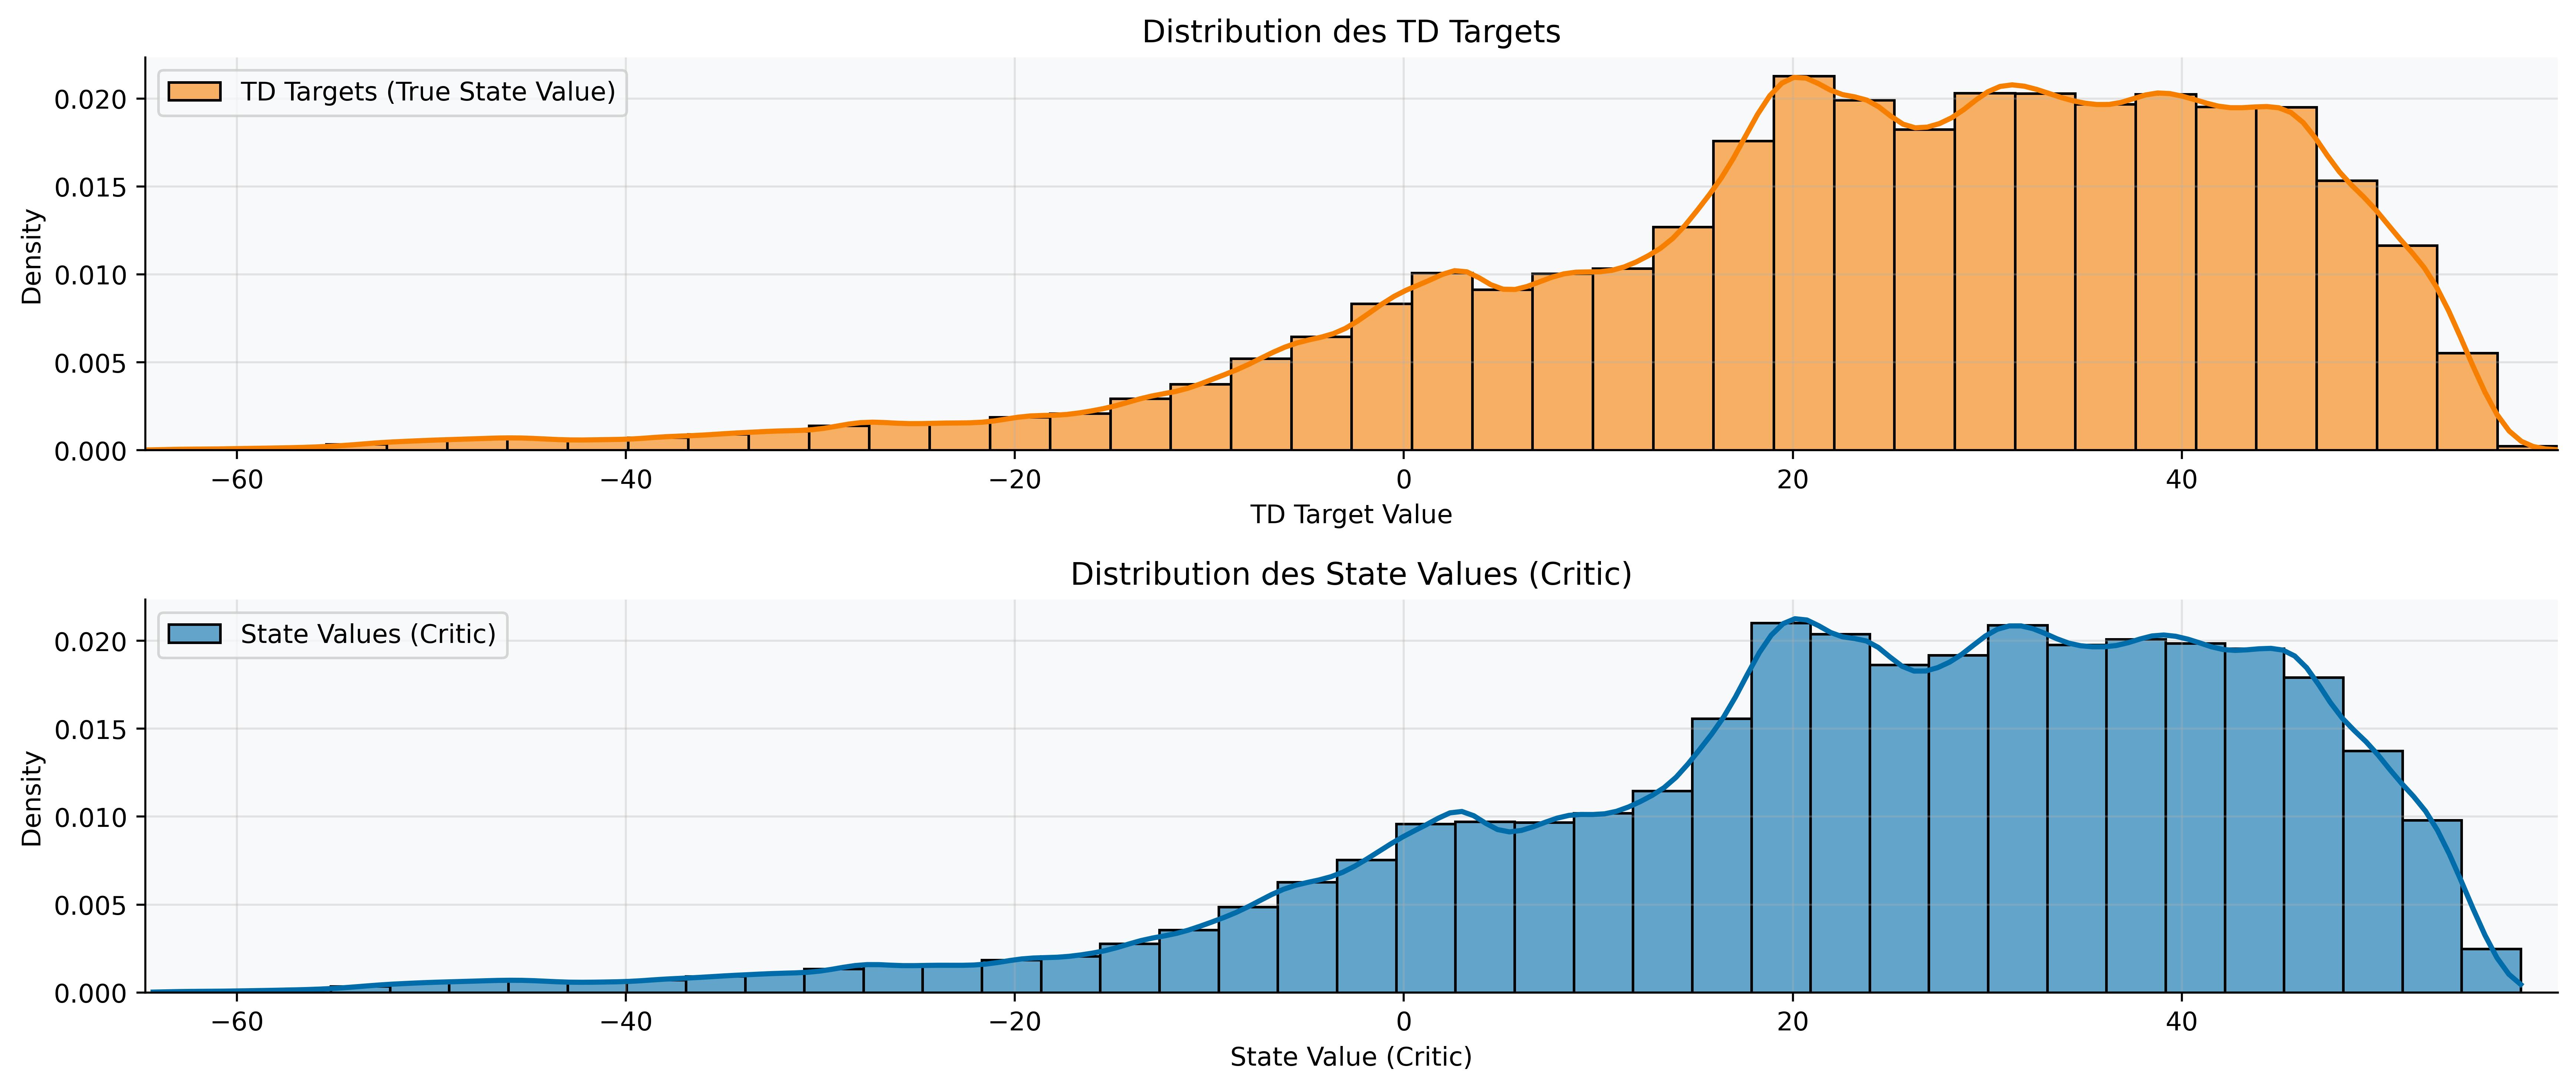 Distribution des TD Targets
TD Targets (True State Value)
Density
0.020
0.015
0.010
0.005
0.000
−60 −40 −20 0 20 40
TD Target Value
Distribution des State Values (Critic)
State Values (Critic)
Density
0.020
0.015
0.010
0.005
0.000
−60 −40 −20 0 20 40
State Value (Critic)